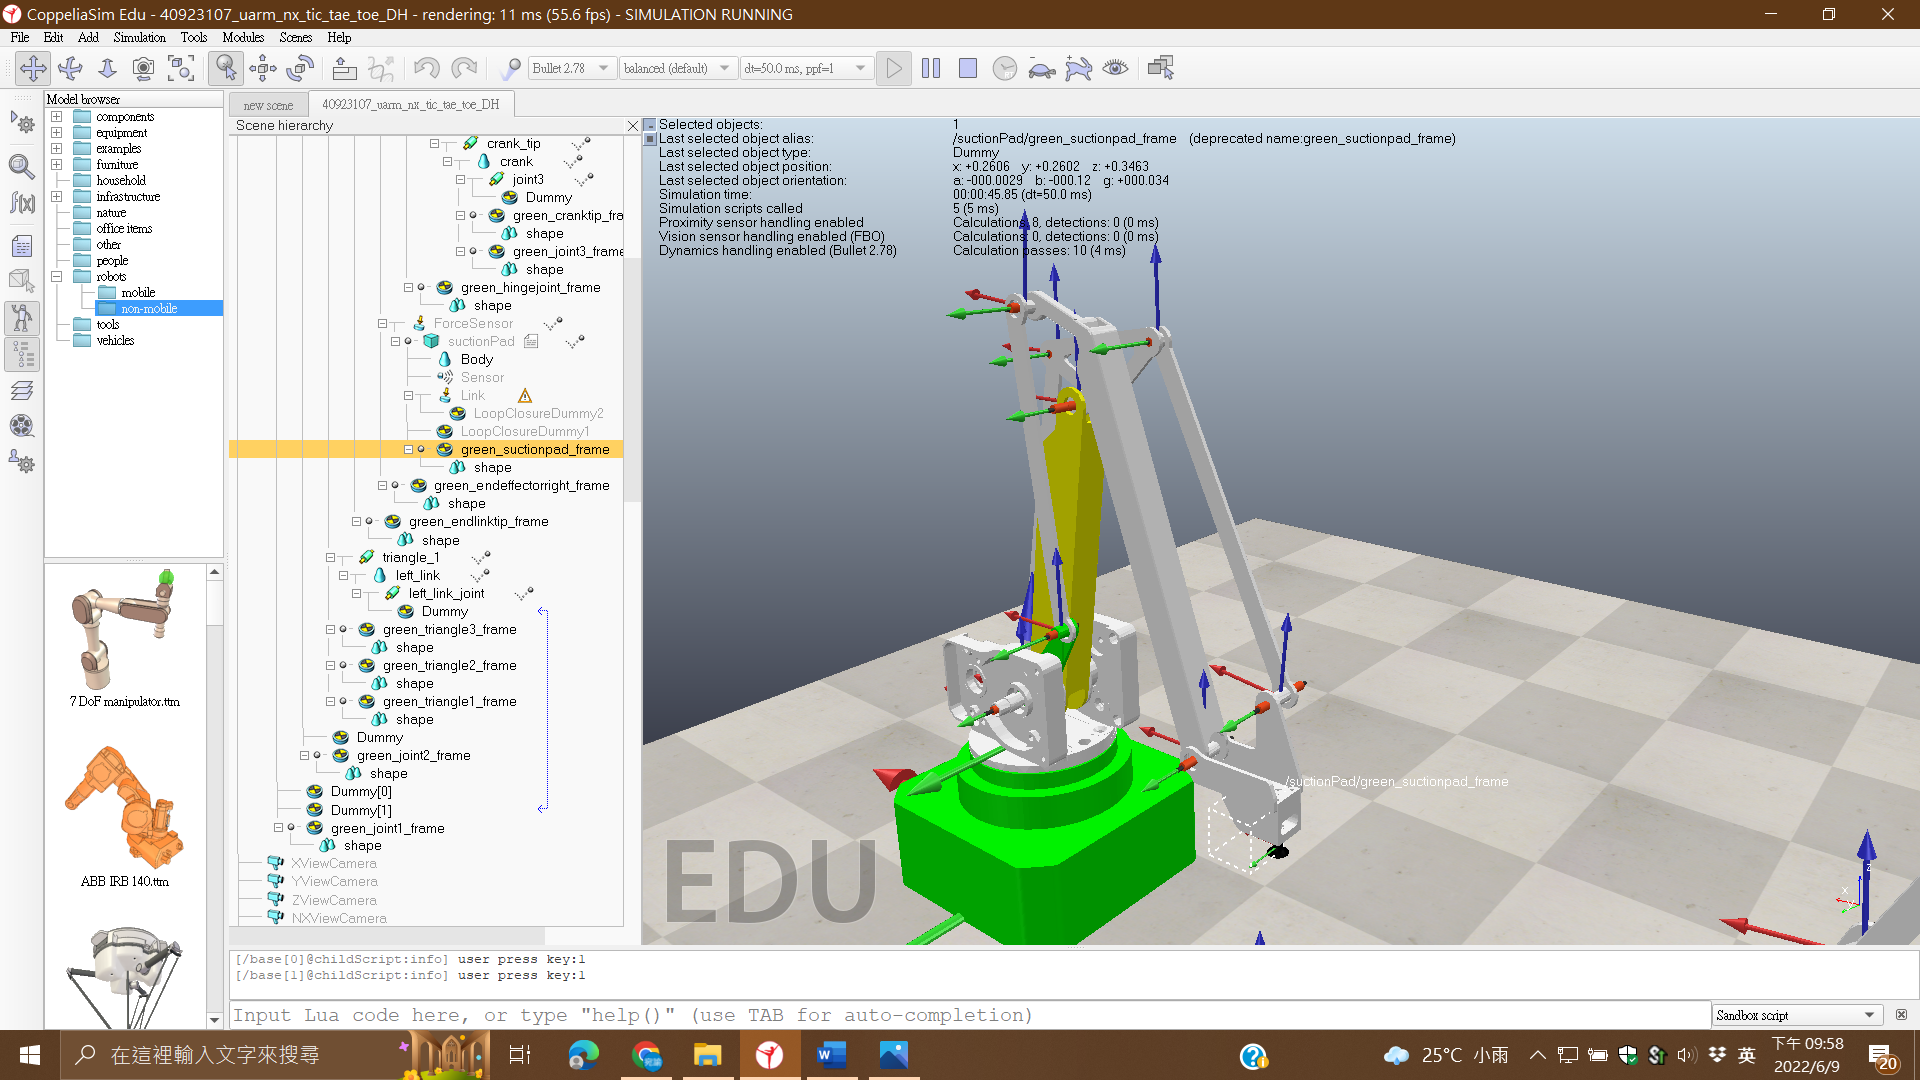 CoppeliaSim Edu - 40923107_uarm_nx_tic_tae_toe_DH - rendering: 11 ms (55.6 fps) - SIMULATION RUNNING
File Edit Add Simulation Tools Modules Scenes Help
Bullet 2.78 balanced (default) dt=50.0 ms, ppf=1
Model browser
components
equipment
examples
furniture
household
infrastructure
nature
office items
other
people
robots
mobile
non-mobile
tools
vehicles
7 DoF manipulator.ttm
ABB IRB 140.ttm
new scene 40923107_uarm_nx_tic_tae_toe_DH
Scene hierarchy
crank_tip
crank
joint3
Dummy
green_cranktip_fra
shape
green_joint3_frame
shape
green_hingejoint_frame
shape
ForceSensor
suctionPad
Body
Sensor
Link
LoopClosureDummy2
LoopClosureDummy1
green_suctionpad_frame
shape
green_endeffectorright_frame
shape
green_endlinktip_frame
shape
triangle_1
left_link
left_link_joint
Dummy
green_triangle3_frame
shape
green_triangle2_frame
shape
green_triangle1_frame
shape
Dummy
green_joint2_frame
shape
Dummy[0]
Dummy[1]
green_joint1_frame
shape
XViewCamera
YViewCamera
ZViewCamera
NXViewCamera
Selected objects: 1
Last selected object alias: /suctionPad/green_suctionpad_frame (deprecated name:green_suctionpad_frame)
Last selected object type: Dummy
Last selected object position: x: +0.2606 y: +0.2602 z: +0.3463
Last selected object orientation: a: -000.0029 b: -000.12 g: +000.034
Simulation time: 00:00:45.85 (dt=50.0 ms)
Simulation scripts called 5 (5 ms)
Proximity sensor handling enabled Calculations: 8, detections: 0 (0 ms)
Vision sensor handling enabled (FBO) Calculations: 0, detections: 0 (0 ms)
Dynamics handling enabled (Bullet 2.78) Calculation passes: 10 (4 ms)
/suctionPad/green_suctionpad_frame
EDU
x
z
[/base[0]@childScript:info] user press key:l
[/base[1]@childScript:info] user press key:l
Input Lua code here, or type "help()" (use TAB for auto-completion)
Sandbox script
在這裡輸入文字來搜尋
25°C 小雨
英
下午 09:58
2022/6/9
20